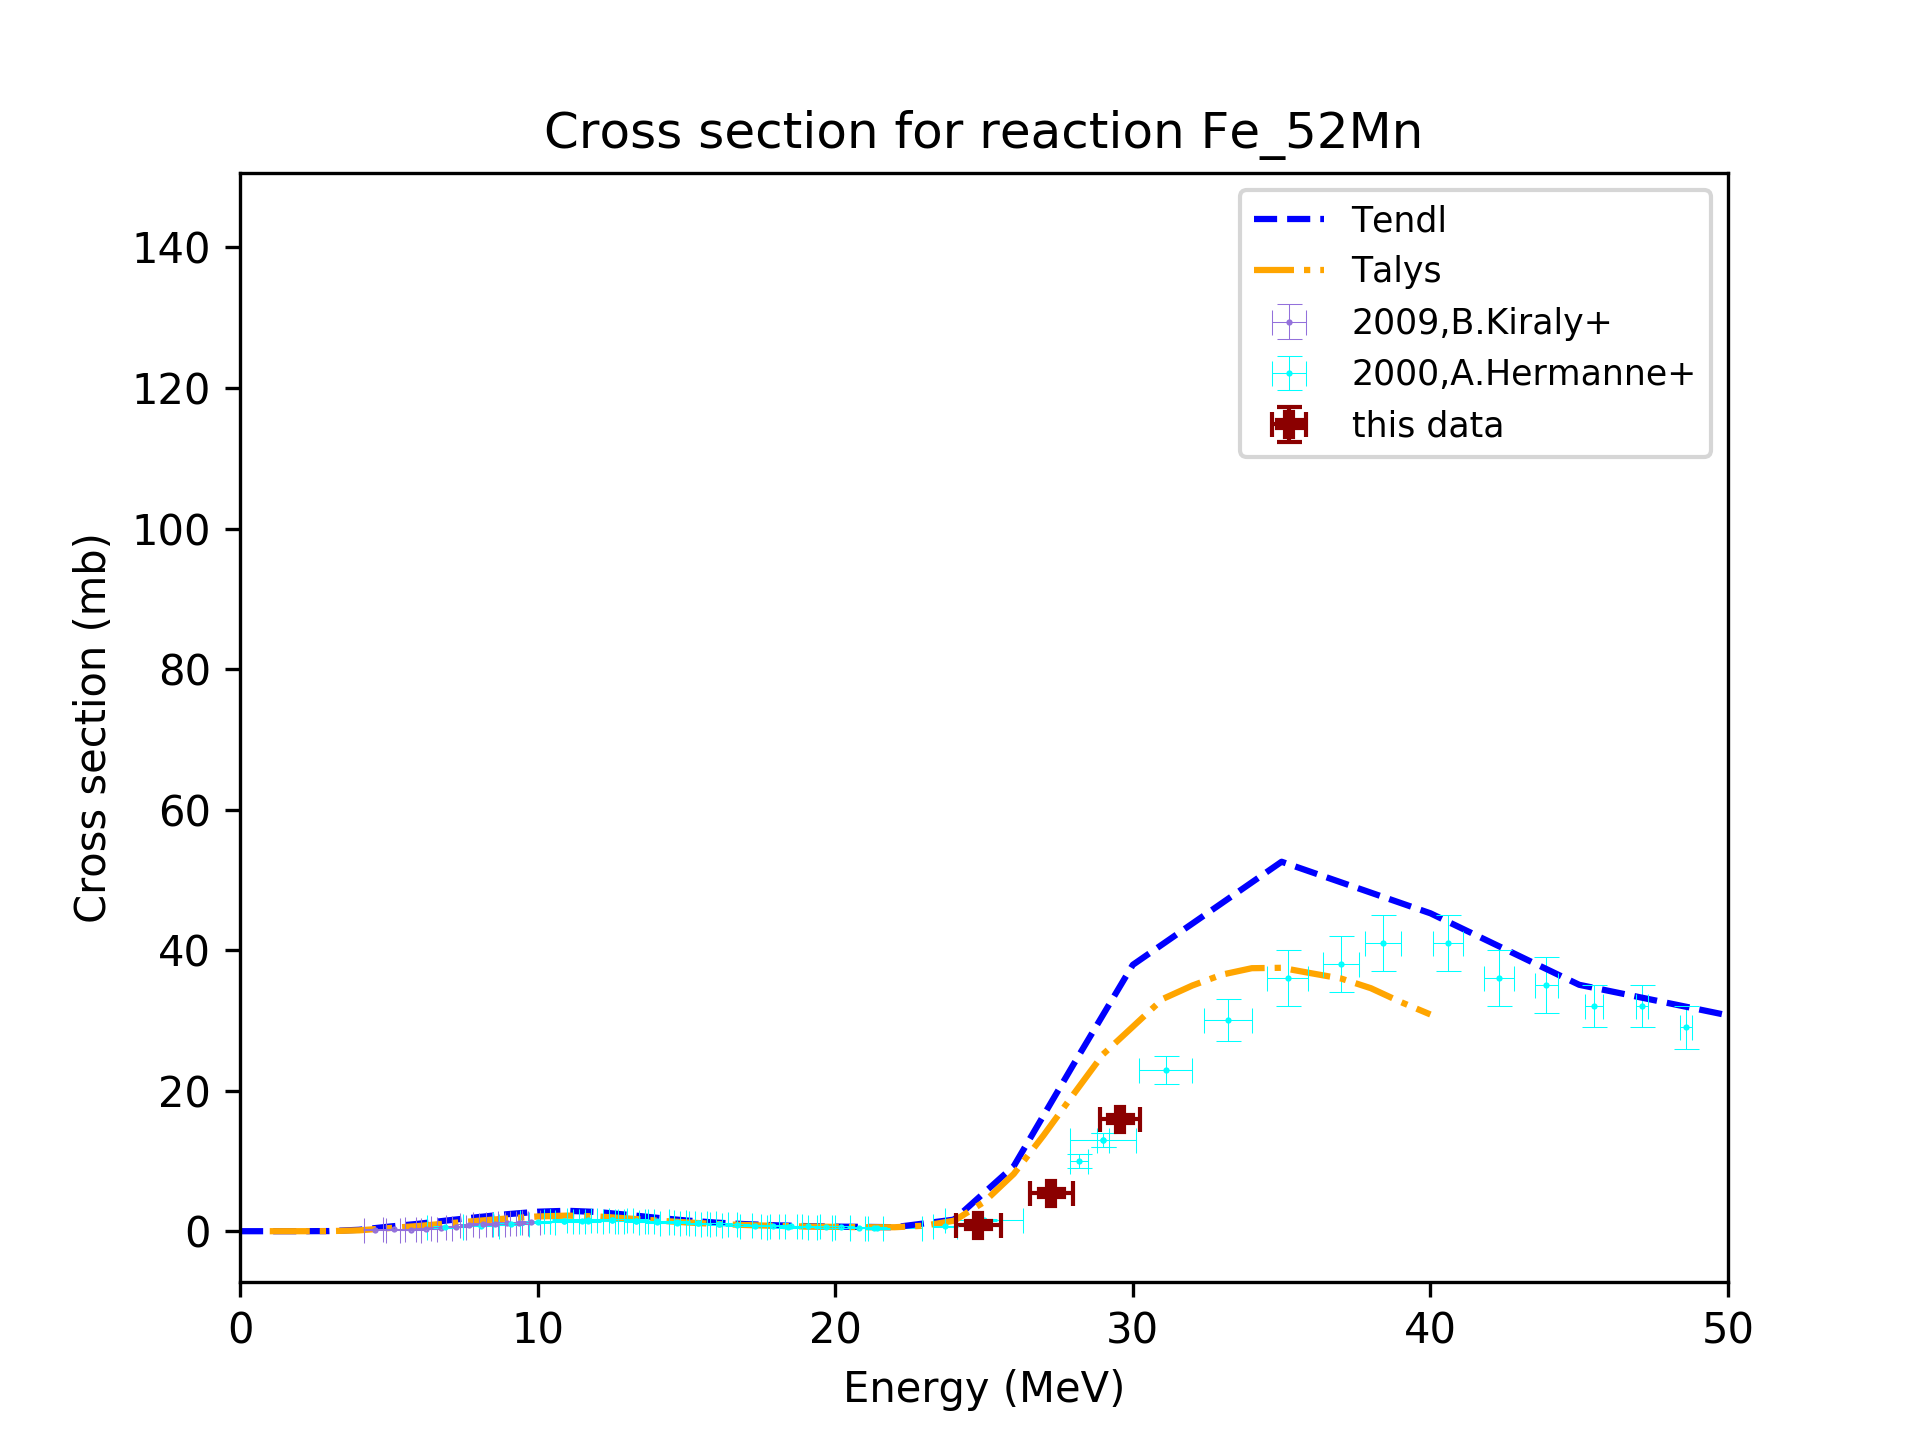 Cross section for reaction Fe_52Mn
Tendl
Talys
2009,B.Kiraly+
2000,A.Hermanne+
this data
Cross section (mb)
140
120
100
80
60
40
20
0
0 10 20 30 40 50
Energy (MeV)